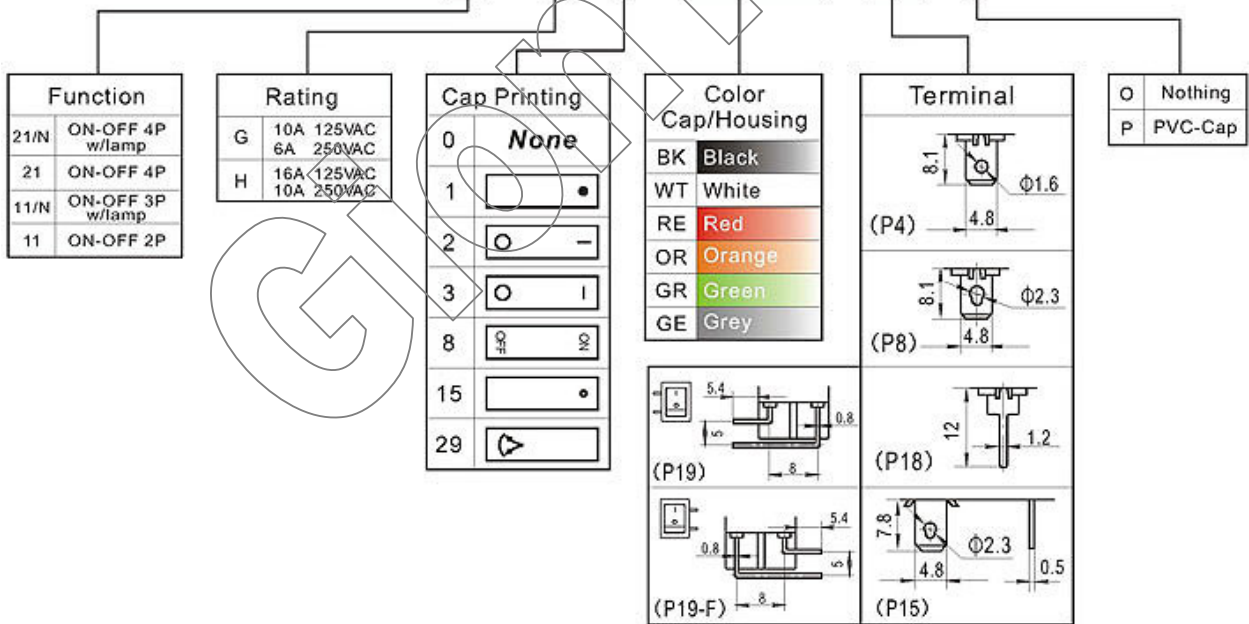 Function
21/N ON-OFF 4P
w/lamp
21 ON-OFF 4P
11/N ON-OFF 3P
w/lamp
11 ON-OFF 2P
Rating
G 10A 125VAC
6A 250VAC
H 16A 125VAC
10A 250VAC
Cap Printing
0 None
1
2 O —
3 O I
8 OFF ON
15
29
Color
Cap/Housing
BK Black
WT White
RE Red
OR Orange
GR Green
GE Grey
5.4
5
0.8
8
(P19)
5.4
0.8
5
8
(P19-F)
Terminal
8.1
Φ1.6
4.8
(P4)
8.1
Φ2.3
4.8
(P8)
12
1.2
(P18)
7.8
Φ2.3
4.8
0.5
(P15)
O Nothing
P PVC-Cap